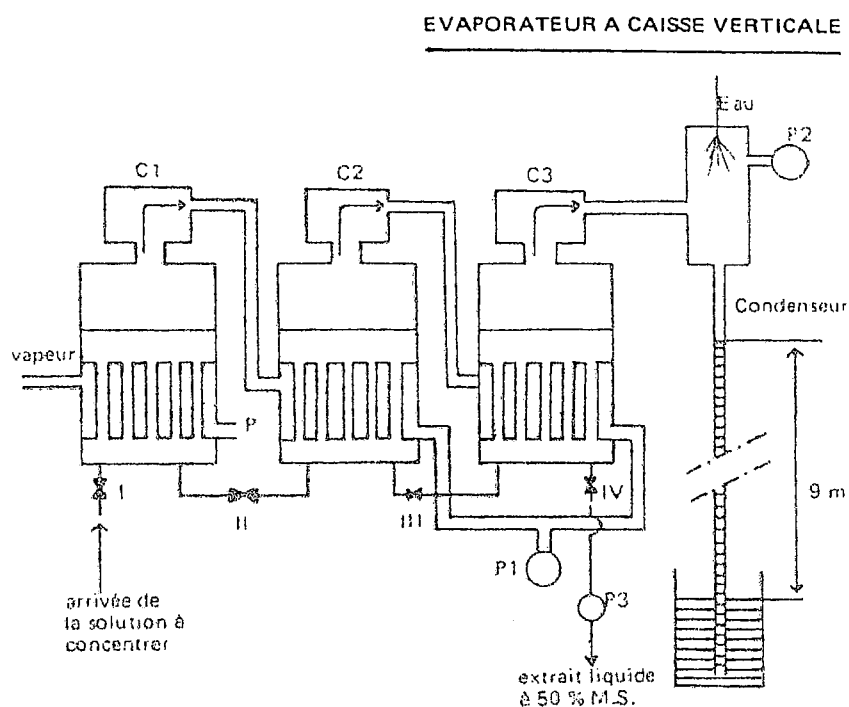 EVAPORATEUR A CAISSE VERTICALE
Eau
P2
C1
C2
C3
Condenseur
vapeur
P
I
II
III
IV
9 m
P1
P3
arrivée de
la solution à
concentrer
extrait liquide
à 50 % M.S.